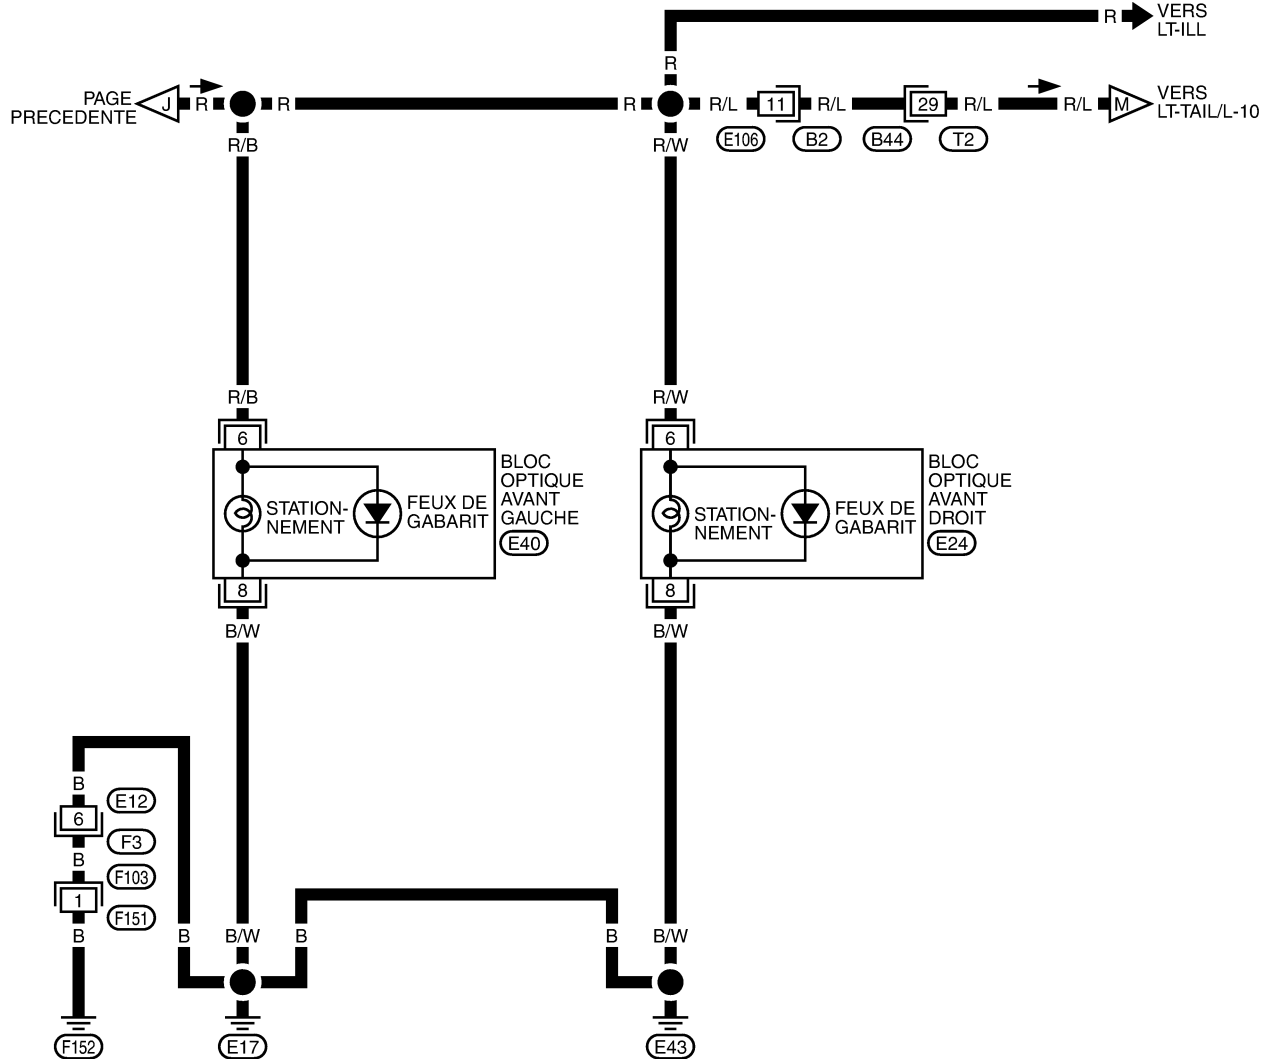 R
VERS
LT-ILL
R
PAGE
PRECEDENTE
J
R
R
R
R/L
11
R/L
29
R/L
R/L
M
VERS
LT-TAIL/L-10
E106
B2
B44
T2
R/B
R/W
R/B
R/W
6
6
STATION-
NEMENT
FEUX DE
GABARIT
BLOC
OPTIQUE
AVANT
GAUCHE
E40
STATION-
NEMENT
FEUX DE
GABARIT
BLOC
OPTIQUE
AVANT
DROIT
E24
8
8
B/W
B/W
B
E12
6
F3
B
F103
1
F151
B
B
B/W
B
B
B/W
F152
E17
E43